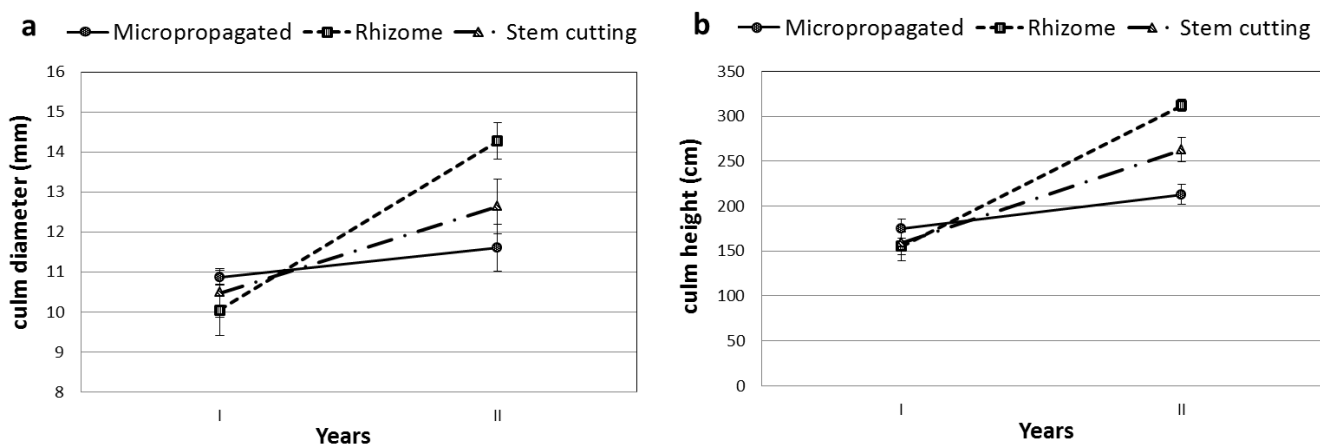 a
Micropropagated Rhizome Stem cutting
16
15
14
13
12
11
10
9
8
culm diameter (mm)
I II
Years
b
Micropropagated Rhizome Stem cutting
350
300
250
200
150
100
50
0
culm height (cm)
I II
Years